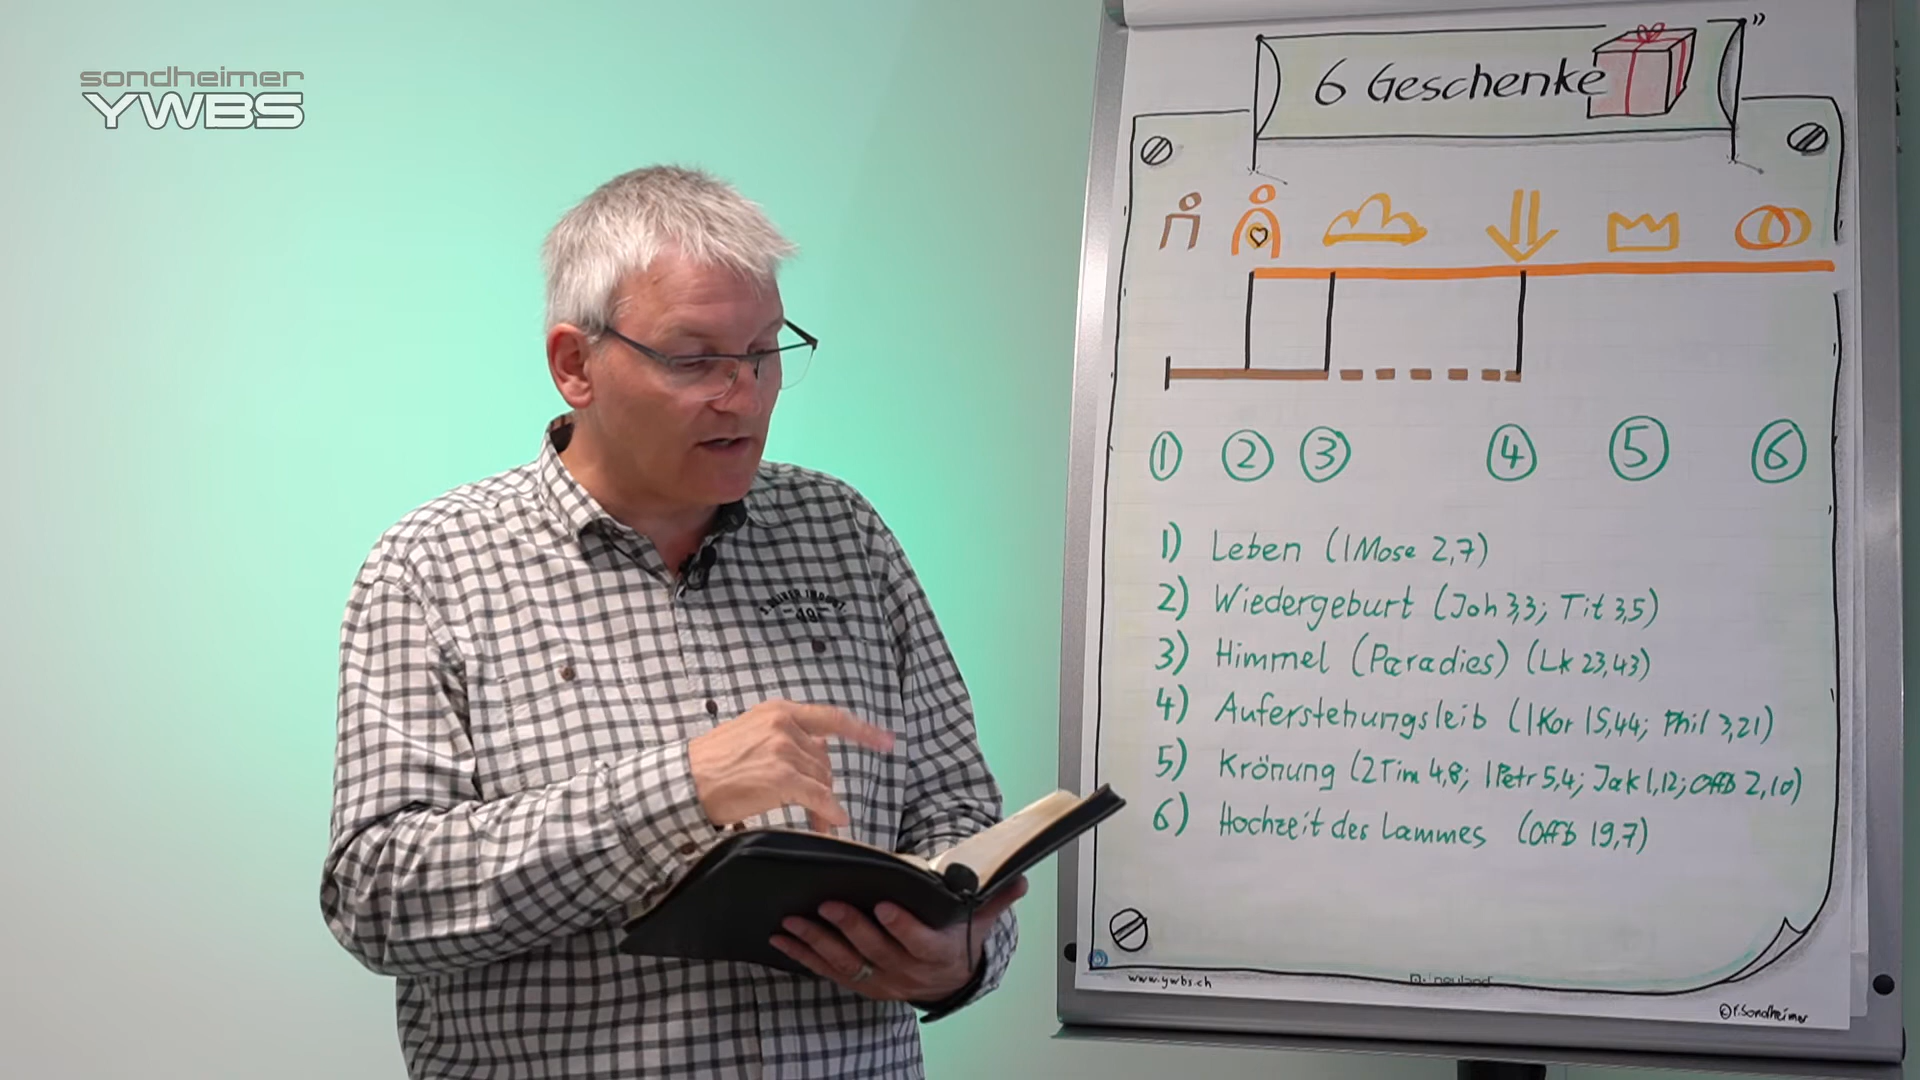 sondheimer
YWBS
6 Geschenke
1 2 3 4 5 6
1) Leben (1Mose 2,7)
2) Wiedergeburt (Joh 3,3; Tit 3,5)
3) Himmel (Paradies) (Lk 23,43)
4) Auferstehungsleib (1Kor 15,44; Phil 3,21)
5) Krönung (2Tim 4,8; 1Petr 5,4; Jak 1,12; Offb 2,10)
6) Hochzeit des Lammes (Offb 19,7)
www.ywbs.ch
neuland
©P.Sondheimer